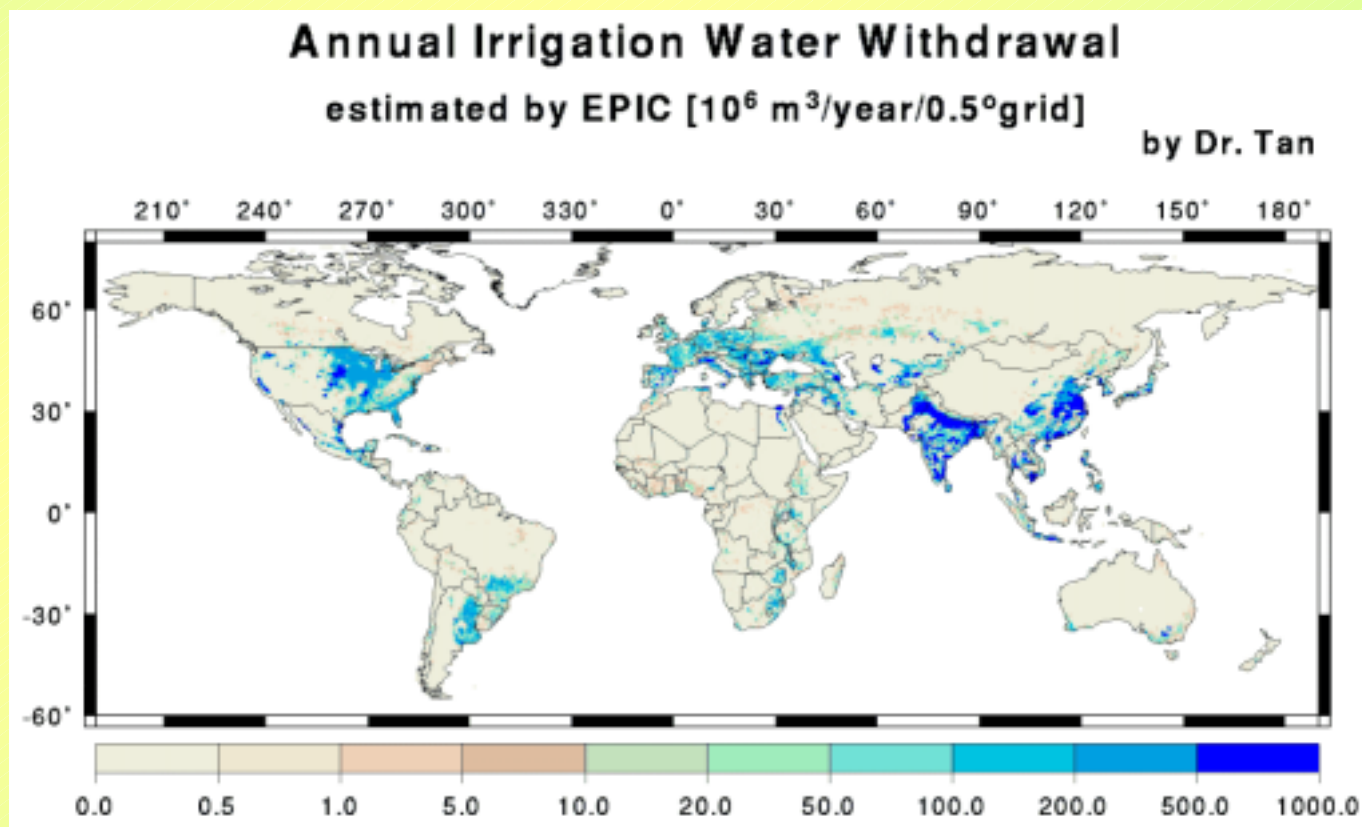 Annual Irrigation Water Withdrawal
estimated by EPIC [10⁶ m³/year/0.5°grid]
by Dr. Tan
210° 240° 270° 300° 330° 0° 30° 60° 90° 120° 150° 180°
60°
30°
0°
-30°
-60°
0.0 0.5 1.0 5.0 10.0 20.0 50.0 100.0 200.0 500.0 1000.0